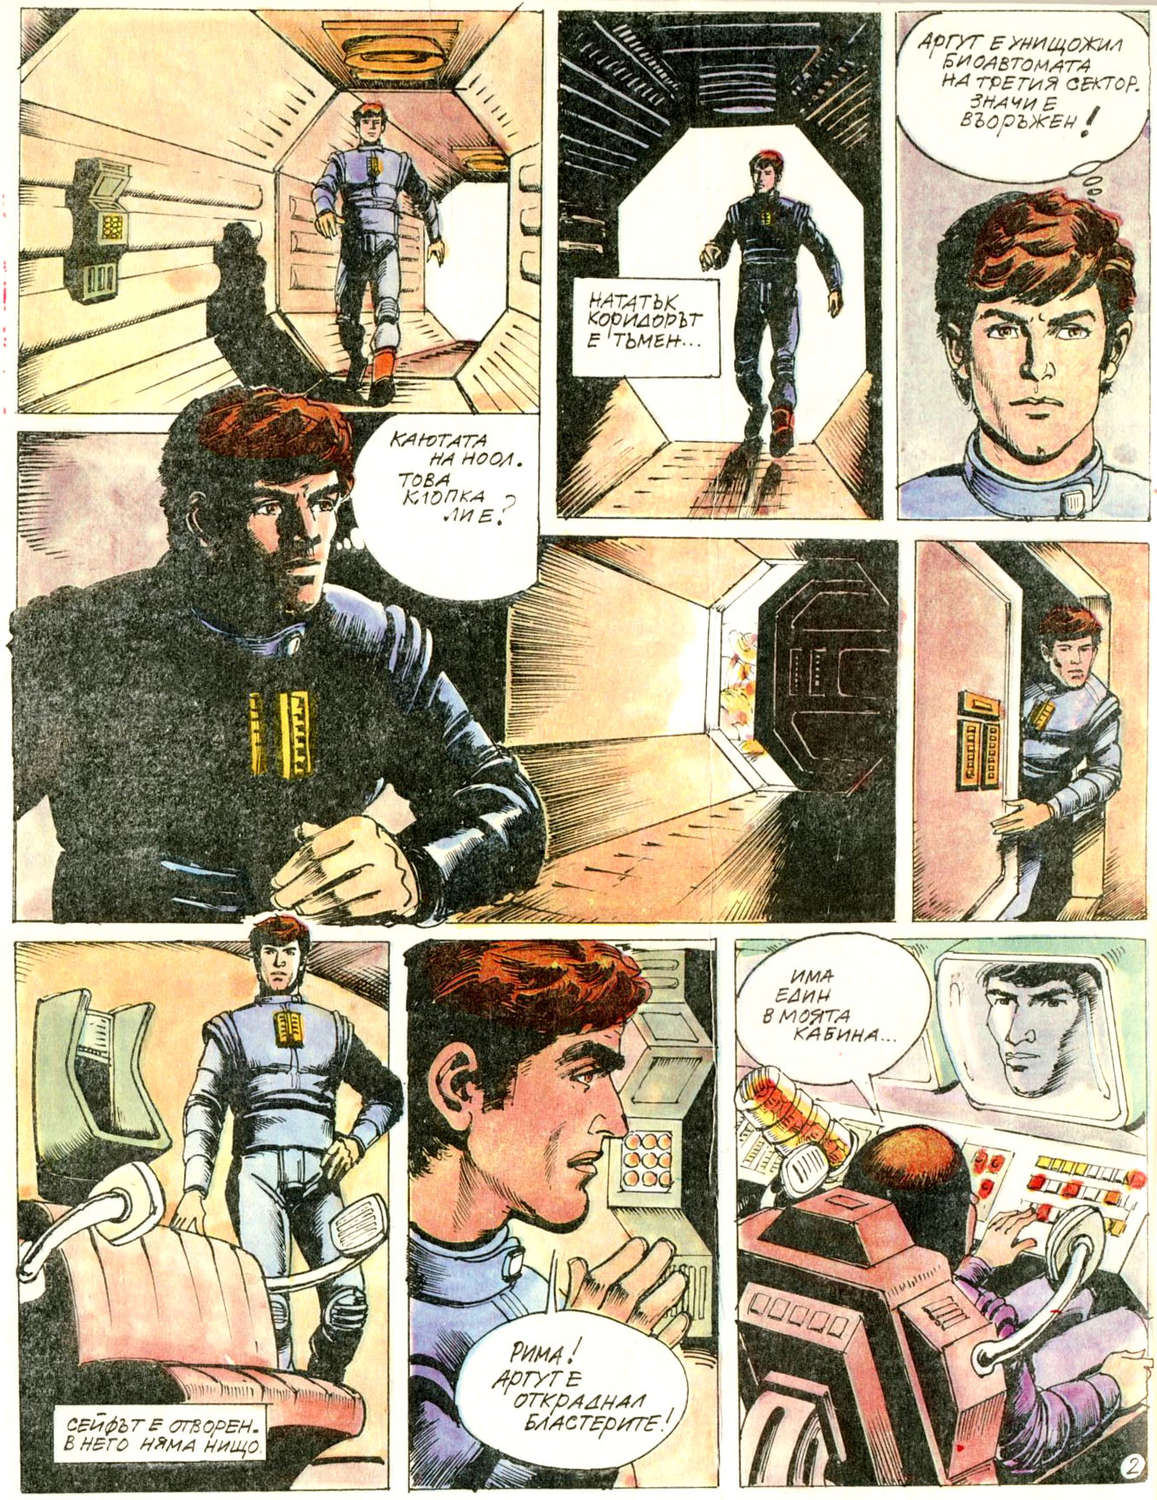 НАТАТЪК
КОРИДОРЪТ
Е ТЪМЕН...
АРГУТ Е УНИЩОЖИЛ
БИОАВТОМАТА
НА ТРЕТИЯ СЕКТОР.
ЗНАЧИ Е
ВЪОРЪЖЕН!
КАЮТАТА
НА НООЛ.
ТОВА
КЛОПКА
ЛИ Е?
СЕЙФЪТ Е ОТВОРЕН.
В НЕГО НЯМА НИЩО.
РИМА!
АРГУТ Е
ОТКРАДНАЛ
БЛАСТЕРИТЕ!
ИМА
ЕДИН
В МОЯТА
КАБИНА...
2